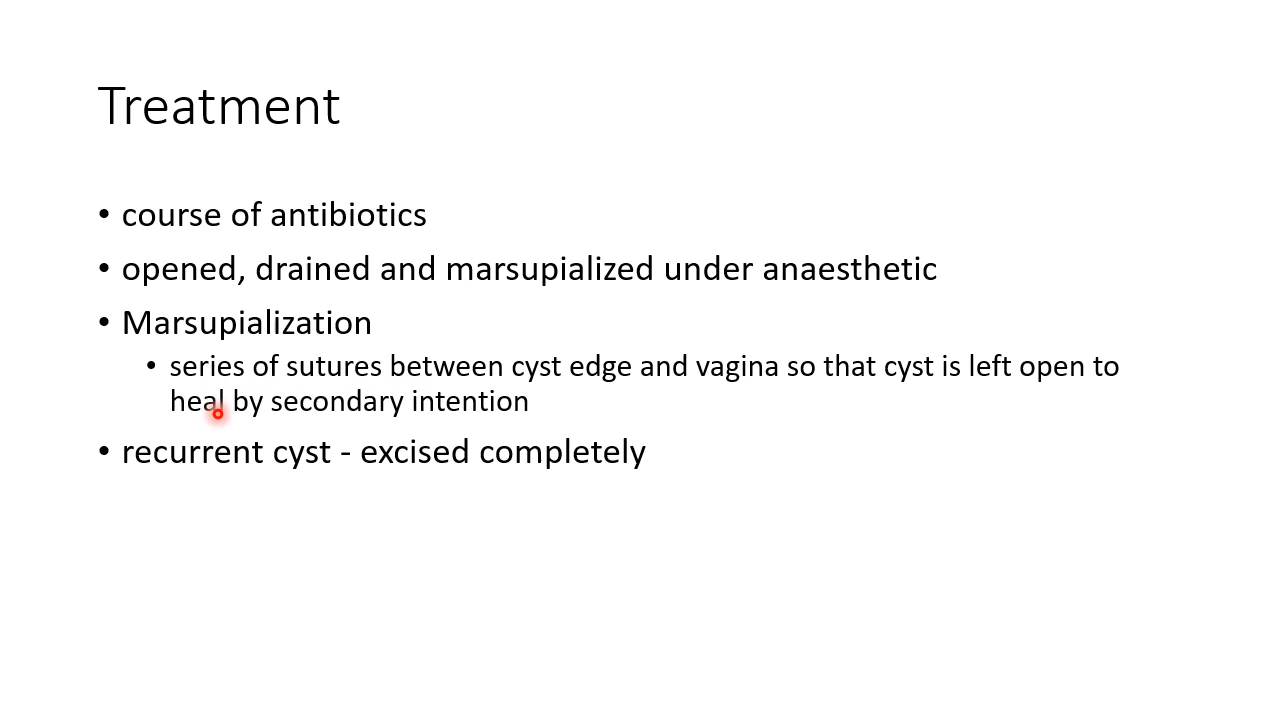 Treatment
• course of antibiotics
• opened, drained and marsupialized under anaesthetic
• Marsupialization
• series of sutures between cyst edge and vagina so that cyst is left open to
heal by secondary intention
• recurrent cyst - excised completely